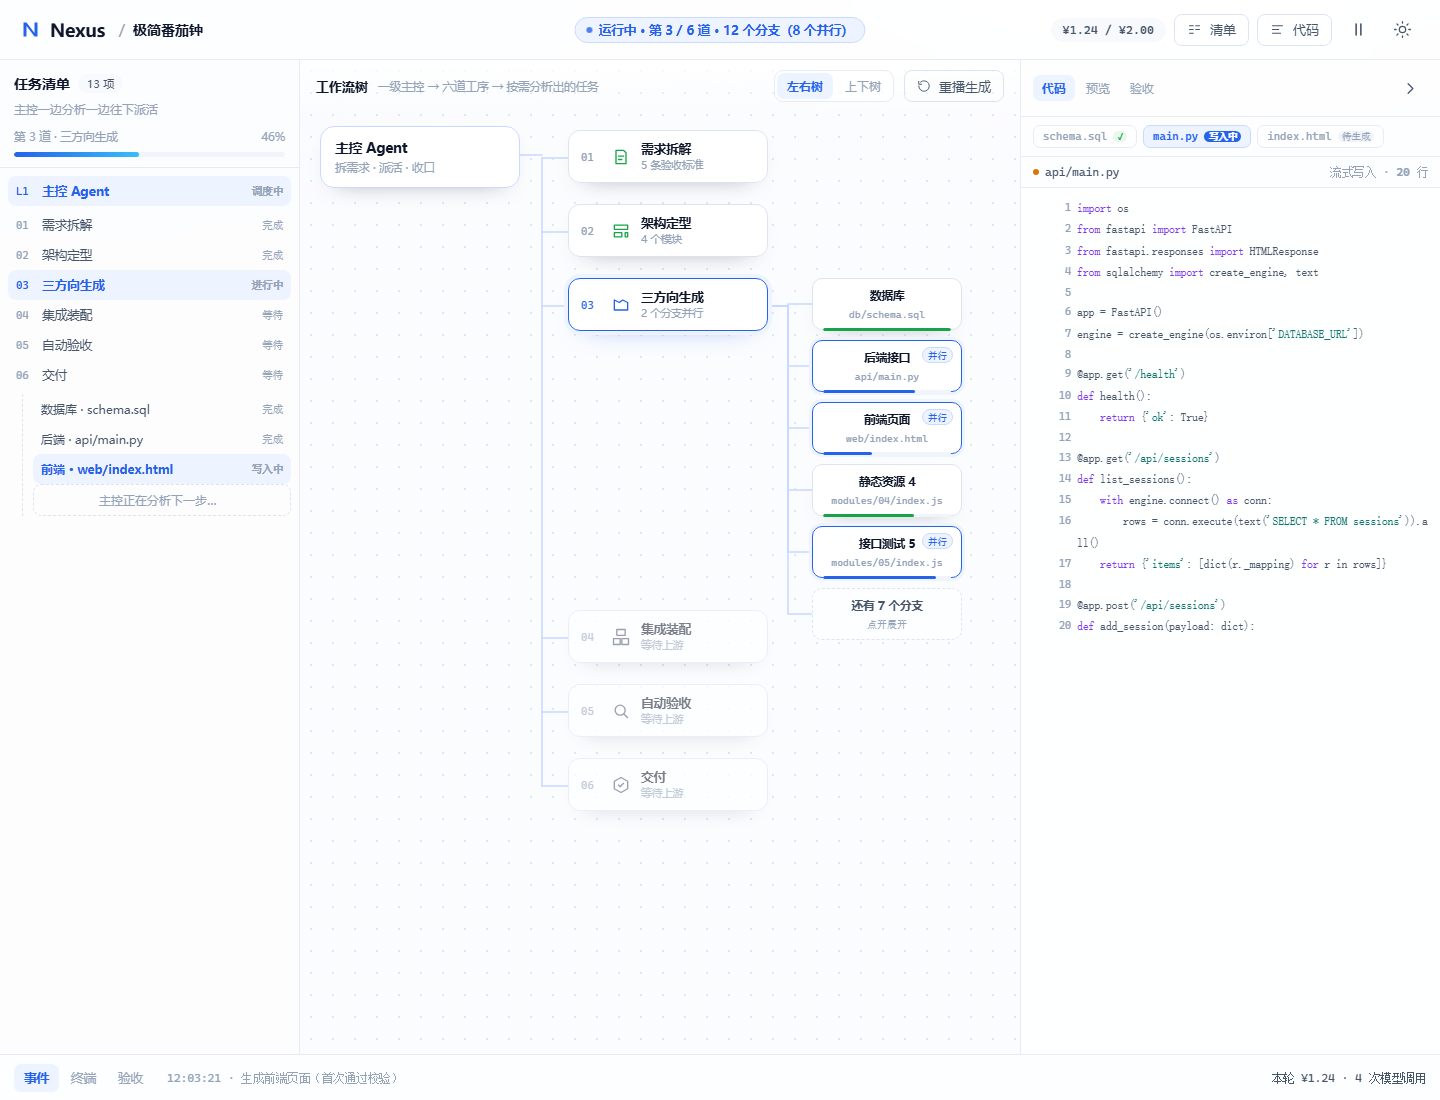 Nexus / 极简番茄钟
运行中 • 第 3 / 6 道 • 12 个分支 (8 个并行)
¥1.24 / ¥2.00
清单
代码
任务清单 13 项
主控一边分析一边往下派活
第 3 道 · 三方向生成 46%
L1 主控 Agent 调度中
01 需求拆解 完成
02 架构定型 完成
03 三方向生成 进行中
04 集成装配 等待
05 自动验收 等待
06 交付 等待
数据库 · schema.sql 完成
后端 · api/main.py 完成
前端 • web/index.html 写入中
主控正在分析下一步...
工作流树 一级主控 → 六道工序 → 按需分析出的任务
左右树 上下树
重播生成
主控 Agent
拆需求 · 派活 · 收口
01 需求拆解
5 条验收标准
02 架构定型
4 个模块
03 三方向生成
2 个分支并行
04 集成装配
等待上游
05 自动验收
等待上游
06 交付
等待上游
数据库
db/schema.sql
后端接口 并行
api/main.py
前端页面 并行
web/index.html
静态资源 4
modules/04/index.js
接口测试 5 并行
modules/05/index.js
还有 7 个分支
点开展开
代码 预览 验收
schema.sql ✓
main.py 写入中
index.html 待生成
api/main.py 流式写入 · 20 行
1 import os
2 from fastapi import FastAPI
3 from fastapi.responses import HTMLResponse
4 from sqlalchemy import create_engine, text
5
6 app = FastAPI()
7 engine = create_engine(os.environ['DATABASE_URL'])
8
9 @app.get('/health')
10 def health():
11 return {'ok': True}
12
13 @app.get('/api/sessions')
14 def list_sessions():
15 with engine.connect() as conn:
16 rows = conn.execute(text('SELECT * FROM sessions')).a
ll()
17 return {'items': [dict(r._mapping) for r in rows]}
18
19 @app.post('/api/sessions')
20 def add_session(payload: dict):
事件 终端 验收 12:03:21 · 生成前端页面（首次通过校验）
本轮 ¥1.24 · 4 次模型调用